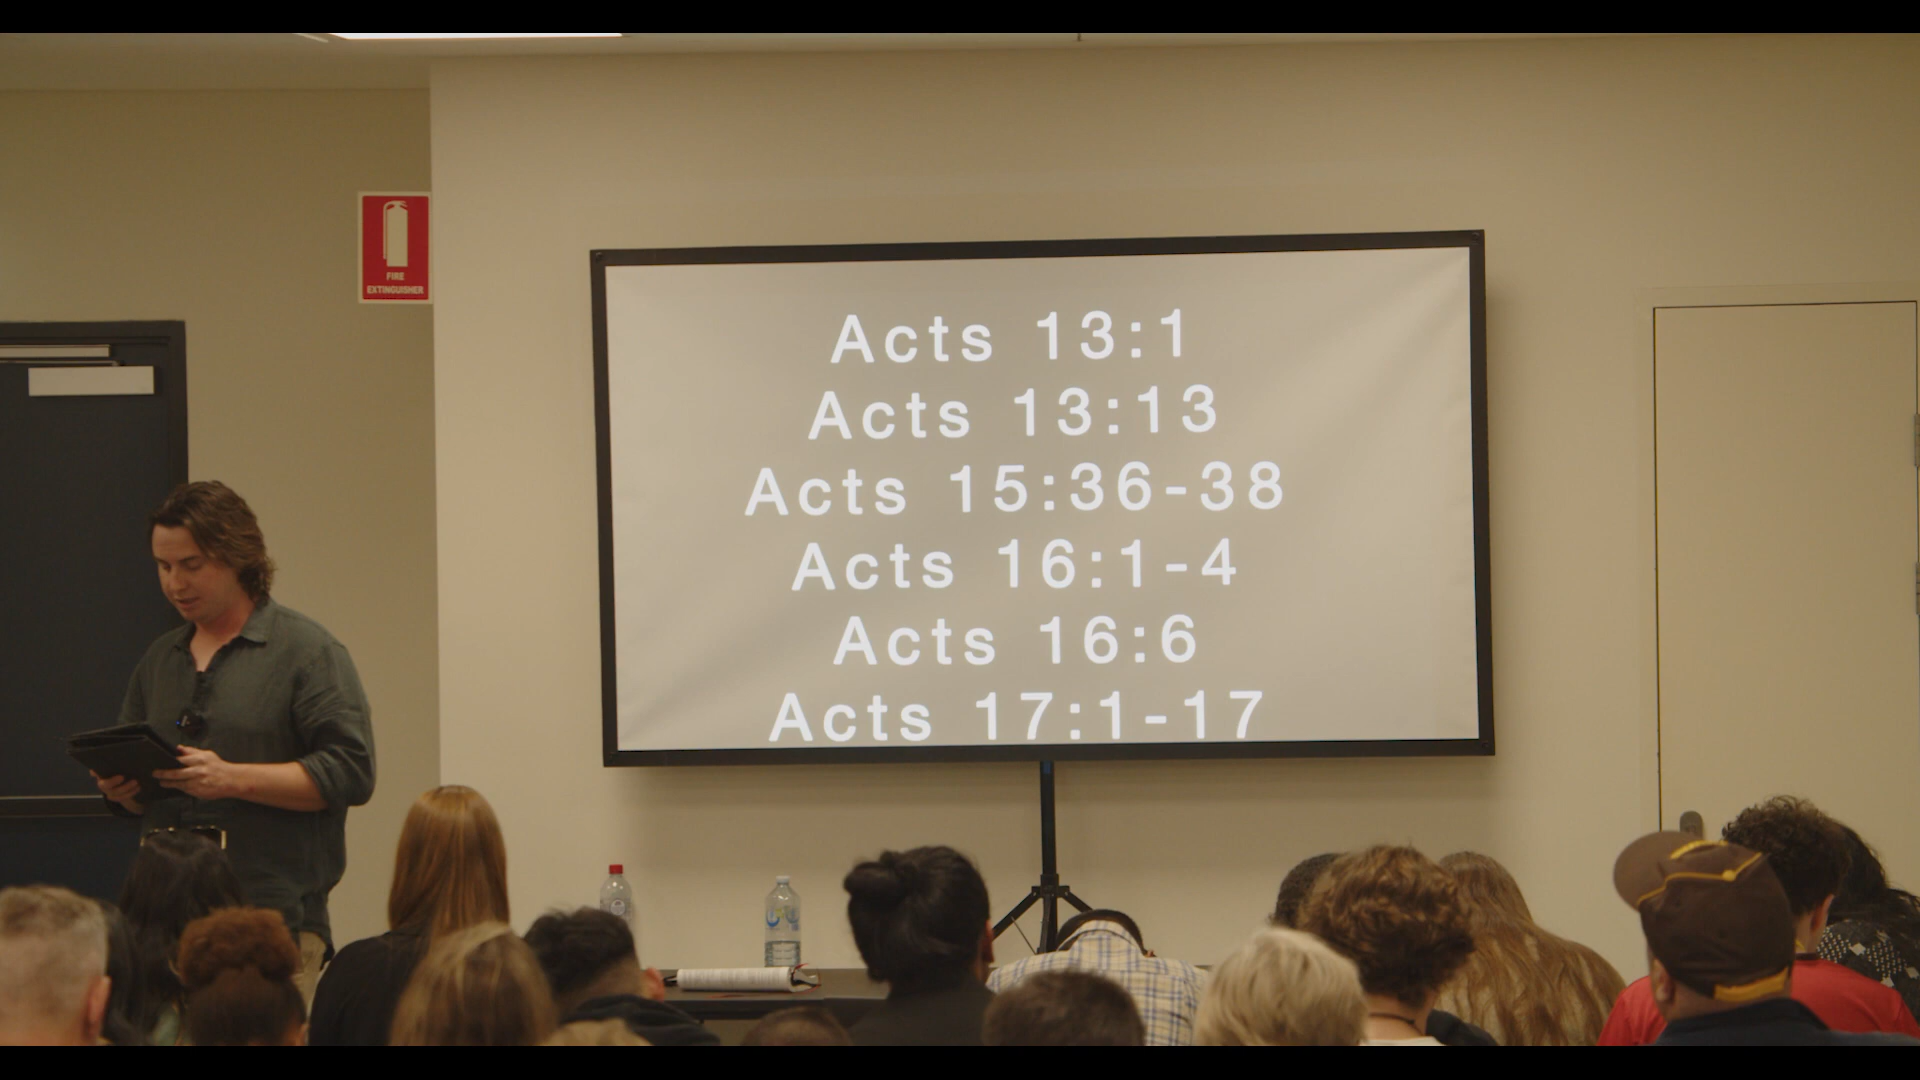 FIRE
EXTINGUISHER
Acts 13:1
Acts 13:13
Acts 15:36-38
Acts 16:1-4
Acts 16:6
Acts 17:1-17